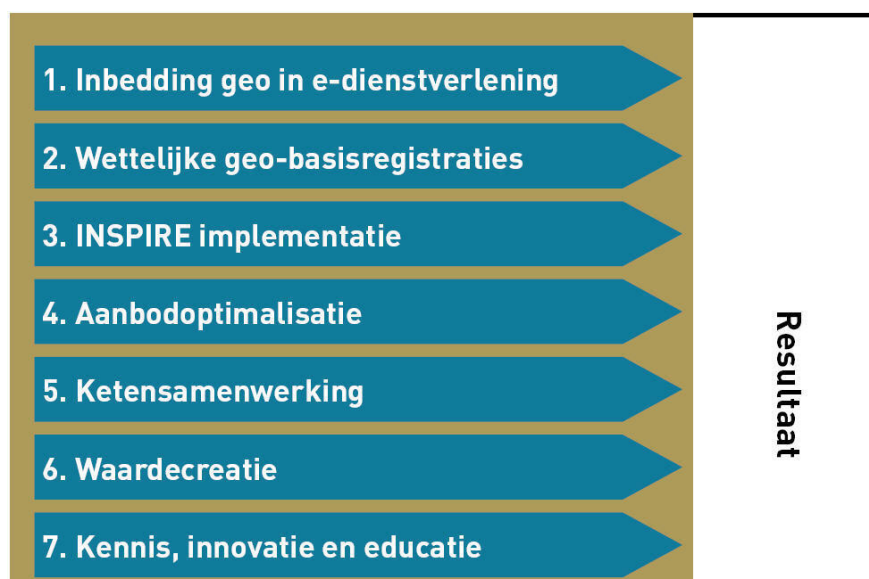 1. Inbedding geo in e-dienstverlening
2. Wettelijke geo-basisregistraties
3. INSPIRE implementatie
4. Aanbodoptimalisatie
5. Ketensamenwerking
6. Waardecreatie
7. Kennis, innovatie en educatie
Resultaat